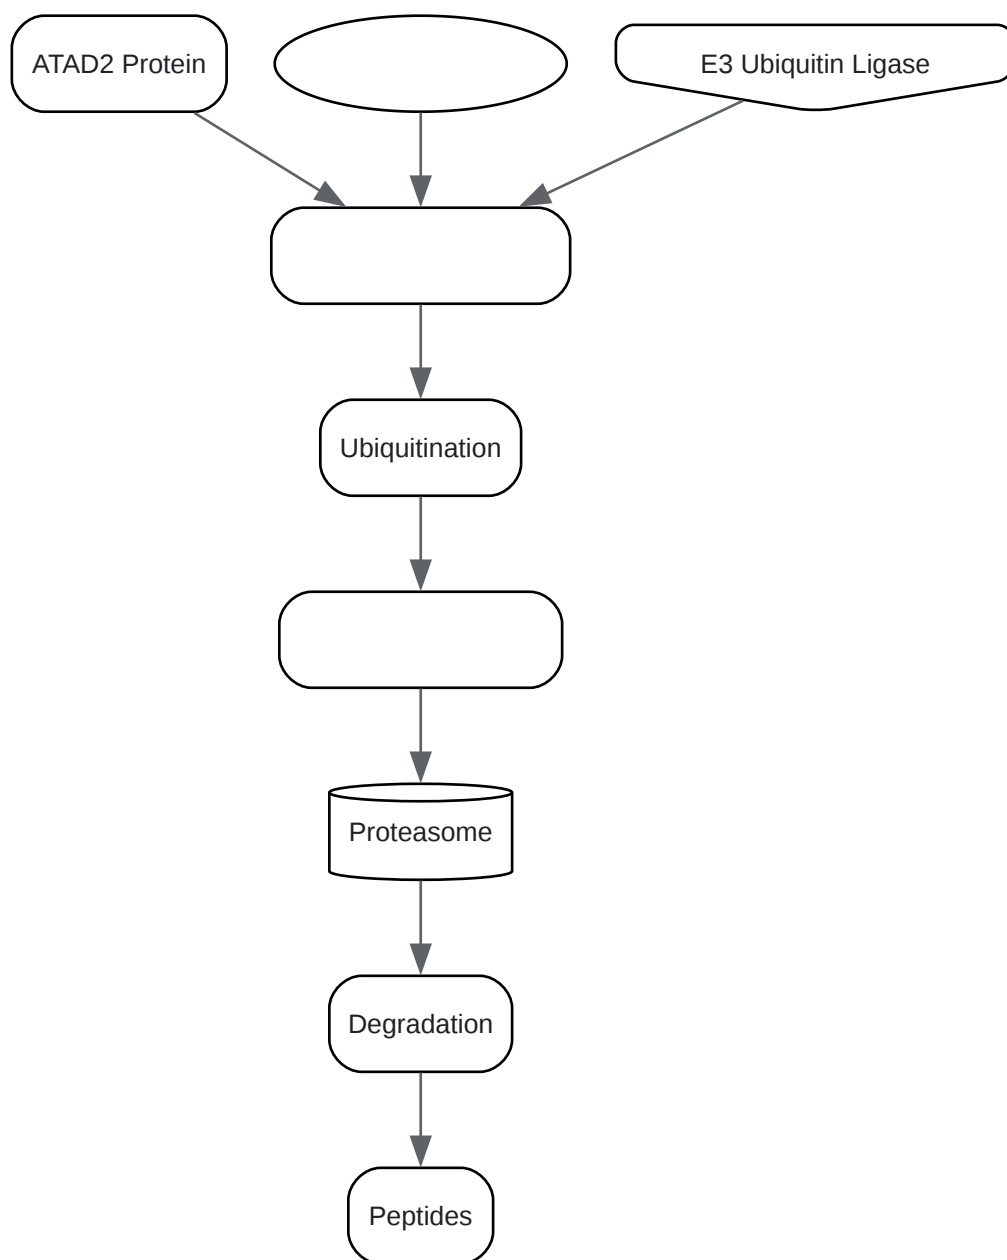 ATAD2 Protein
E3 Ubiquitin Ligase
Ubiquitination
Proteasome
Degradation
Peptides